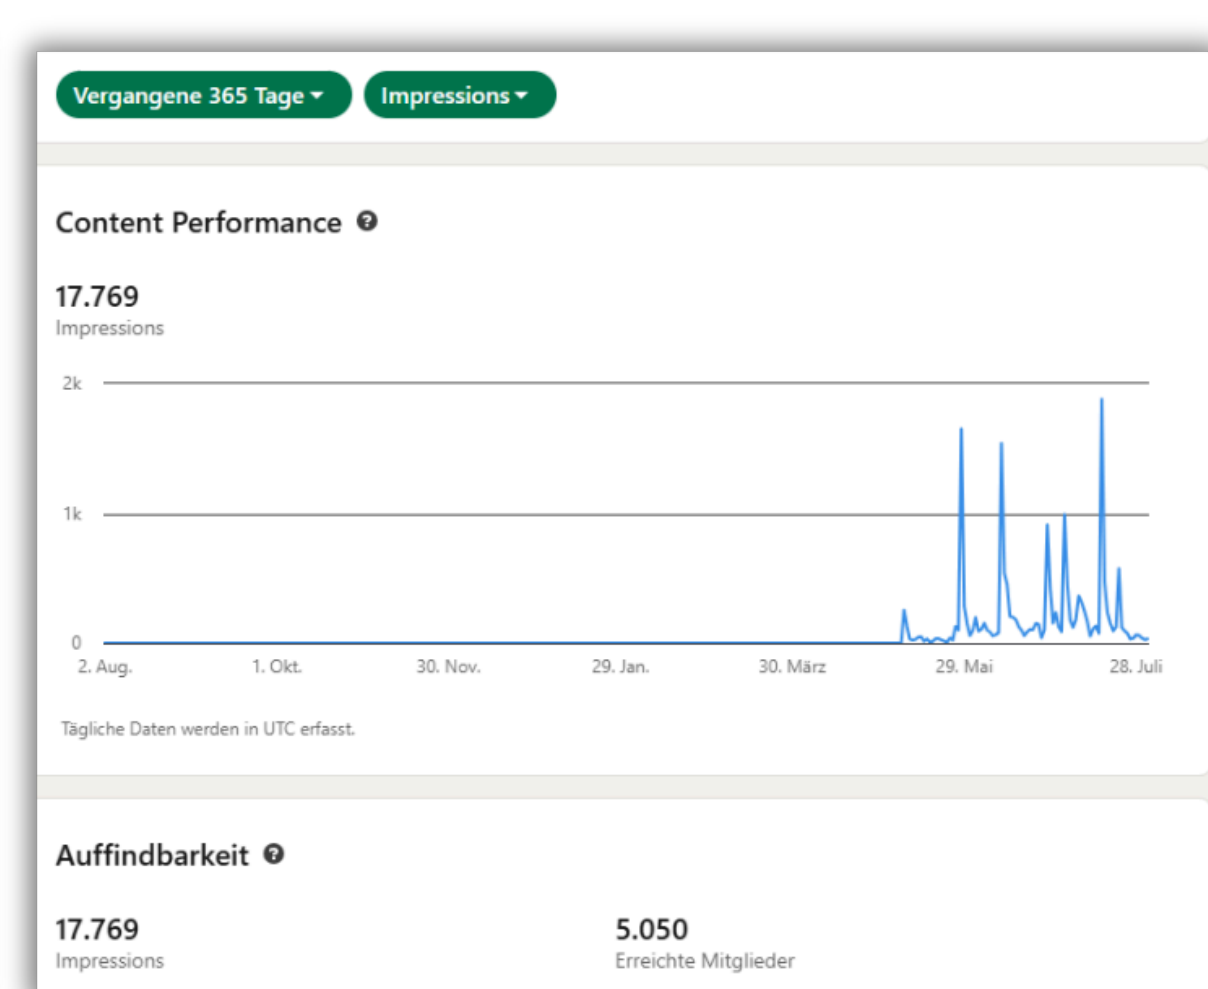 Vergangene 365 Tage Impressions
Content Performance
17.769
Impressions
2k
1k
0
2. Aug. 1. Okt. 30. Nov. 29. Jan. 30. März 29. Mai 28. Juli
Tägliche Daten werden in UTC erfasst.
Auffindbarkeit
17.769 5.050
Impressions Erreichte Mitglieder